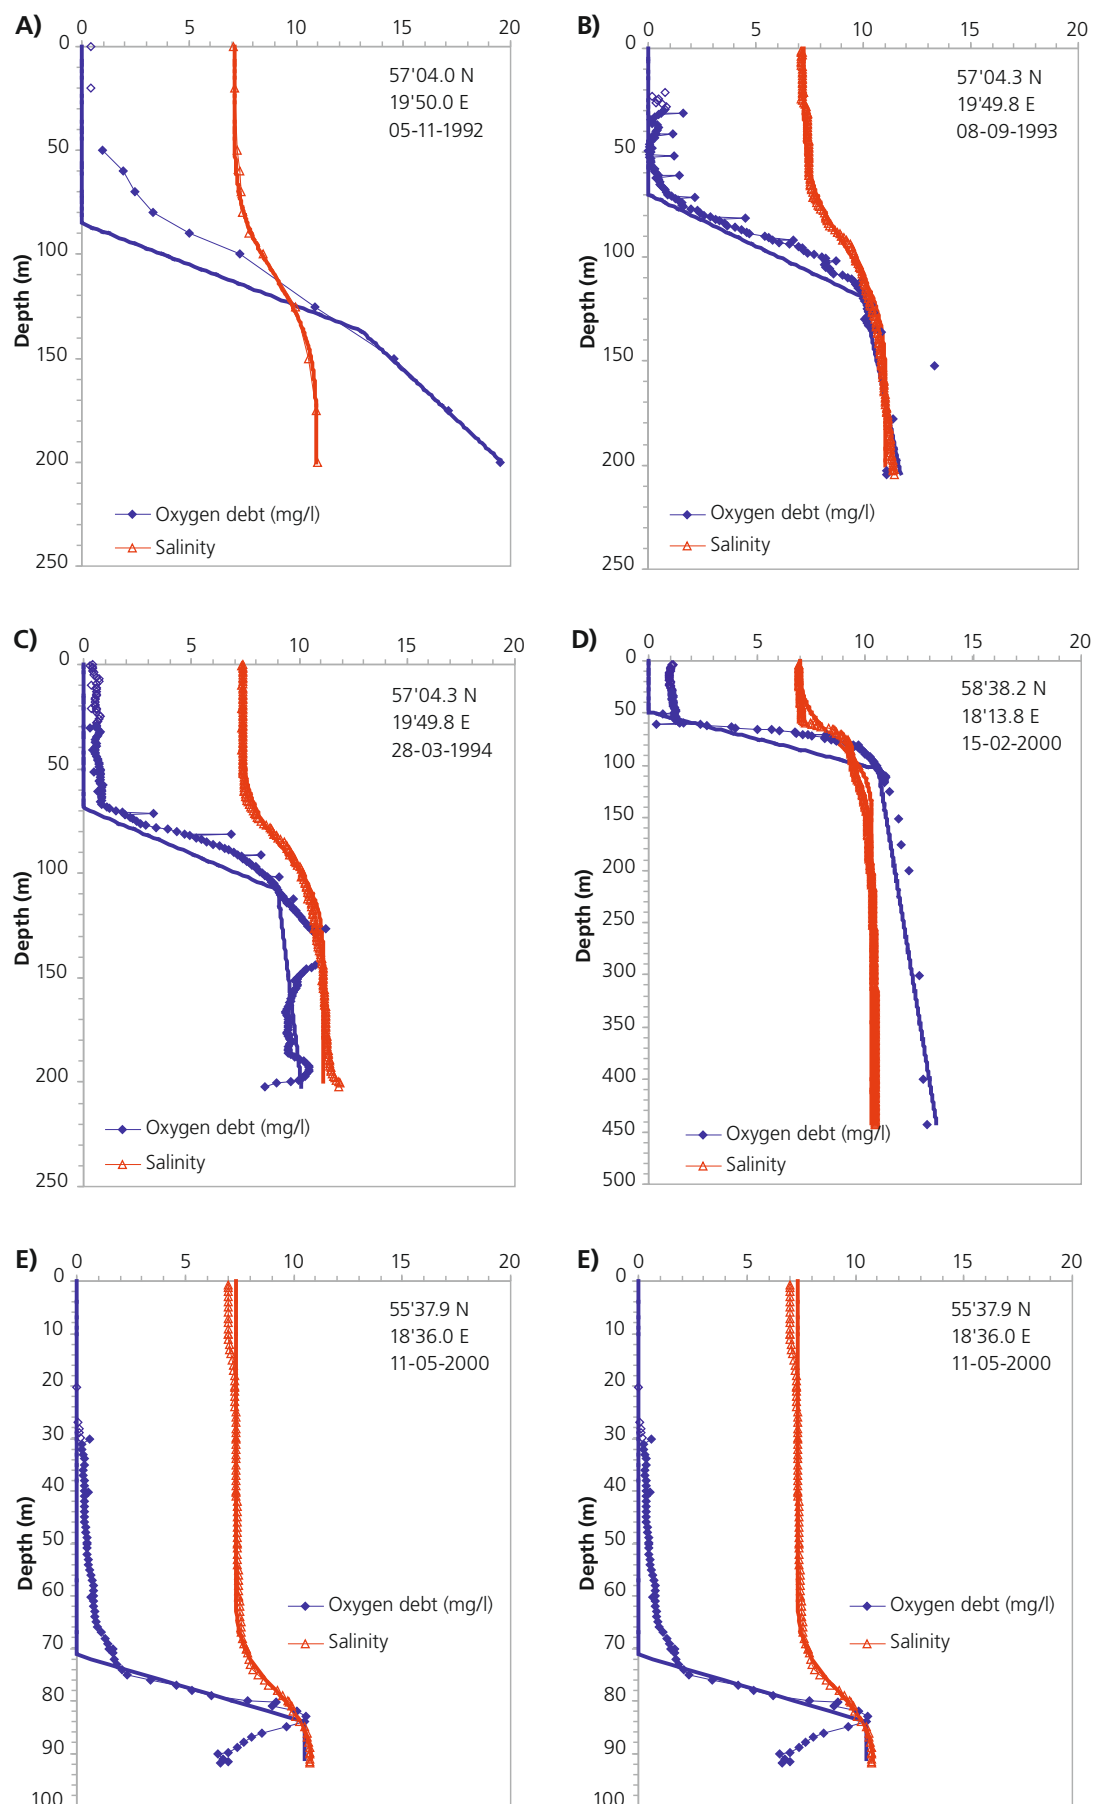 A)
0 5 10 15 20
0
50
100
150
200
250
Depth (m)
57'04.0 N
19'50.0 E
05-11-1992
Oxygen debt (mg/l)
Salinity
B)
0 5 10 15 20
0
50
100
150
200
250
Depth (m)
57'04.3 N
19'49.8 E
08-09-1993
Oxygen debt (mg/l)
Salinity
C)
0 5 10 15 20
0
50
100
150
200
250
Depth (m)
57'04.3 N
19'49.8 E
28-03-1994
Oxygen debt (mg/l)
Salinity
D)
0 5 10 15 20
0
50
100
150
200
250
300
350
400
450
500
Depth (m)
58'38.2 N
18'13.8 E
15-02-2000
Oxygen debt (mg/l)
Salinity
E)
0 5 10 15 20
0
10
20
30
40
50
60
70
80
90
100
Depth (m)
55'37.9 N
18'36.0 E
11-05-2000
Oxygen debt (mg/l)
Salinity
E)
0 5 10 15 20
0
10
20
30
40
50
60
70
80
90
100
Depth (m)
55'37.9 N
18'36.0 E
11-05-2000
Oxygen debt (mg/l)
Salinity